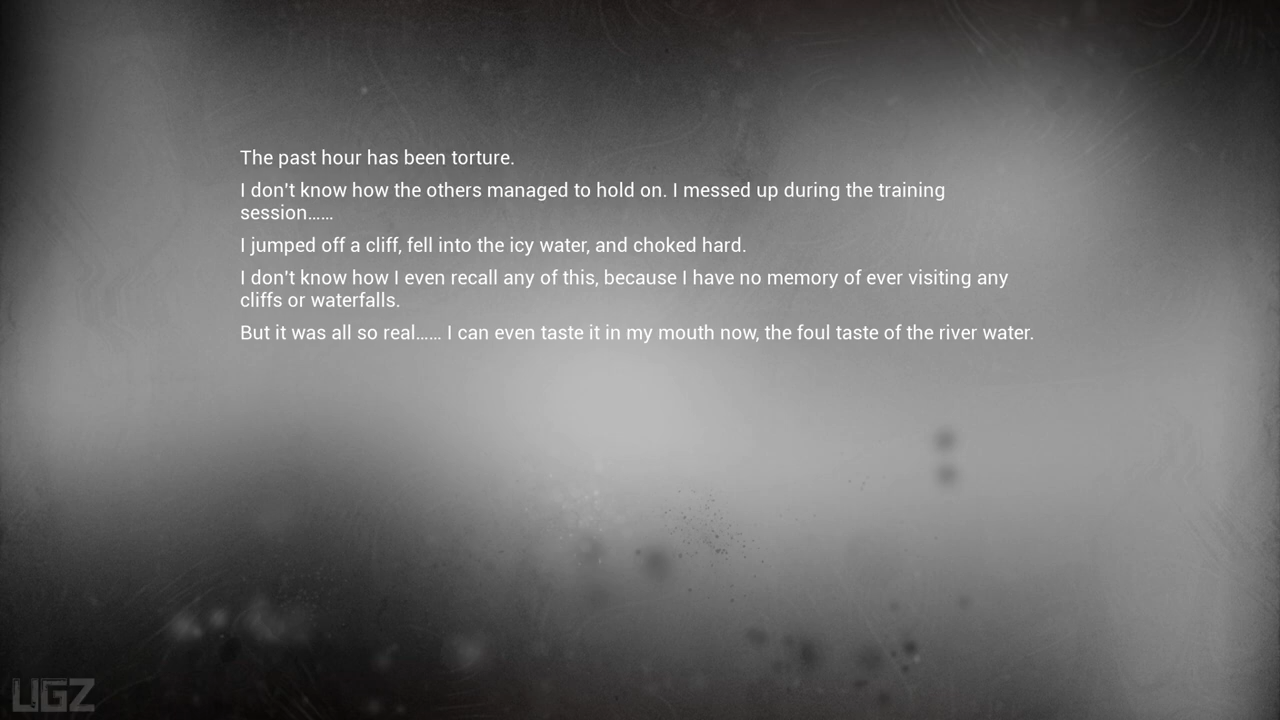 The past hour has been torture.
I don't know how the others managed to hold on. I messed up during the training
session……
I jumped off a cliff, fell into the icy water, and choked hard.
I don't know how I even recall any of this, because I have no memory of ever visiting any
cliffs or waterfalls.
But it was all so real…… I can even taste it in my mouth now, the foul taste of the river water.
UGZ